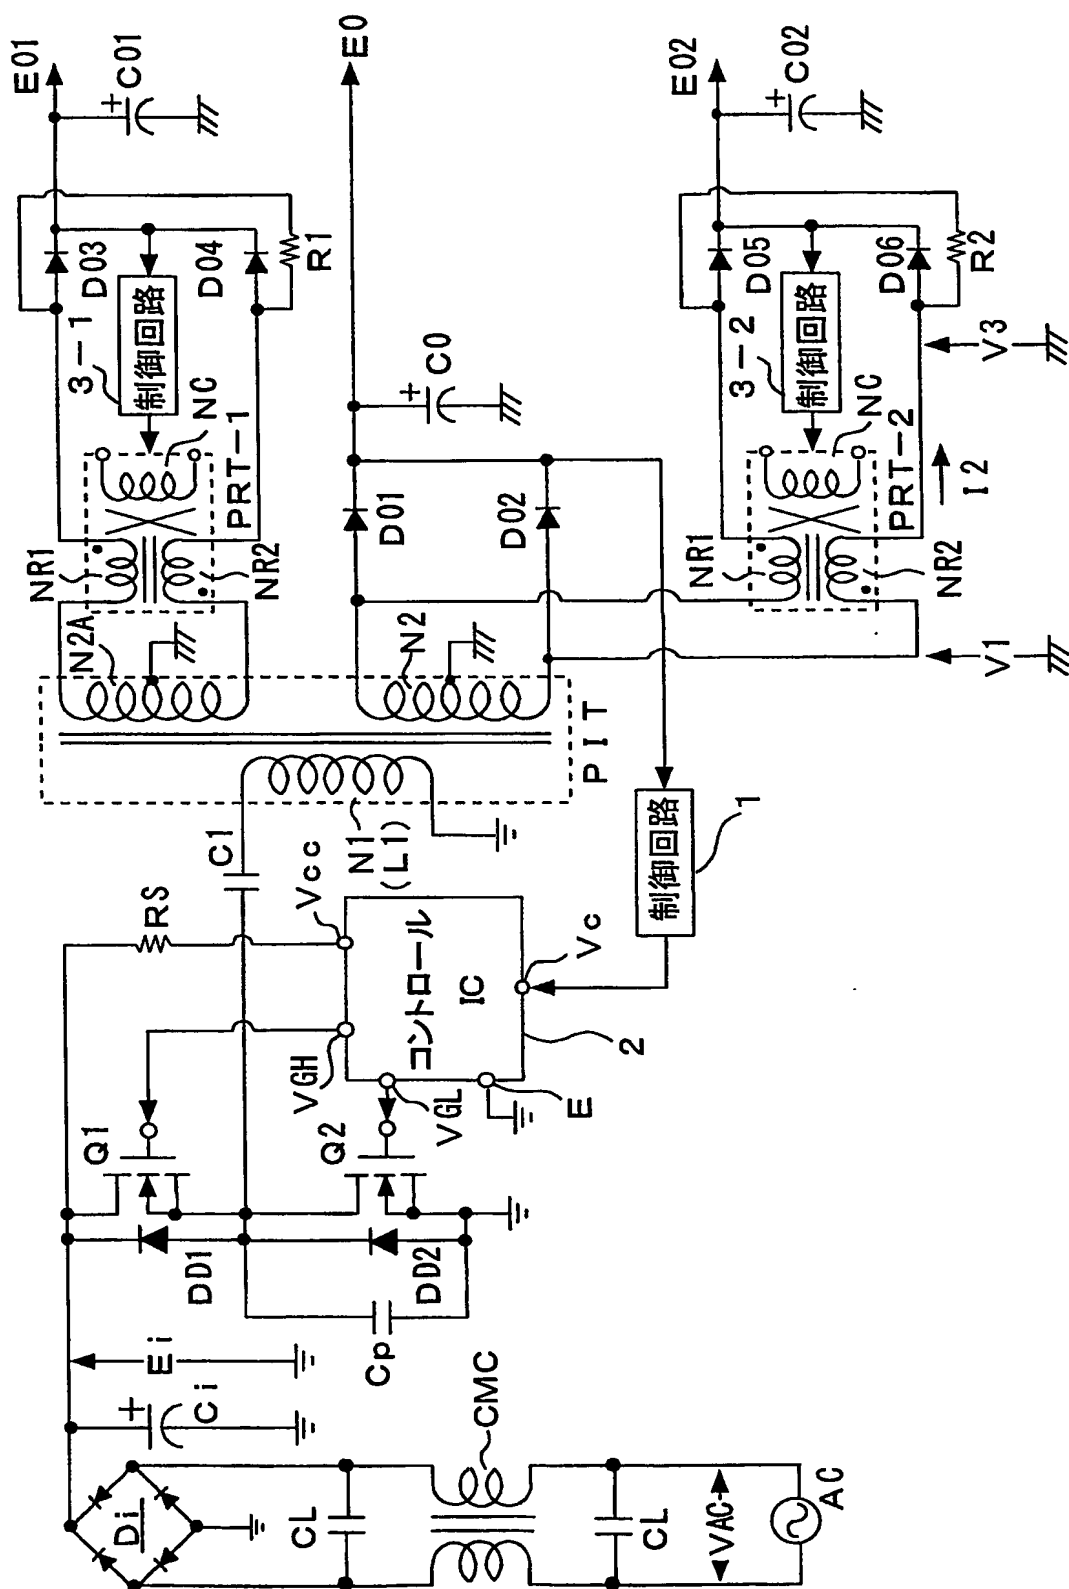 AC
VAC
CL
CMC
CL
Di
Ci
+
Ei
Cp
DD1
DD2
Q1
Q2
VGH
VGL
E
2
コントロール
IC
Vcc
Vc
RS
C1
N1
(L1)
制御回路
1
PIT
N2A
N2
NR1
NR2
PRT-1
NC
3-1
制御回路
D03
D04
R1
+
C01
E01
D01
D02
+
C0
E0
NR1
NR2
PRT-2
NC
3-2
制御回路
D05
D06
R2
+
C02
E02
V1
I2
V3